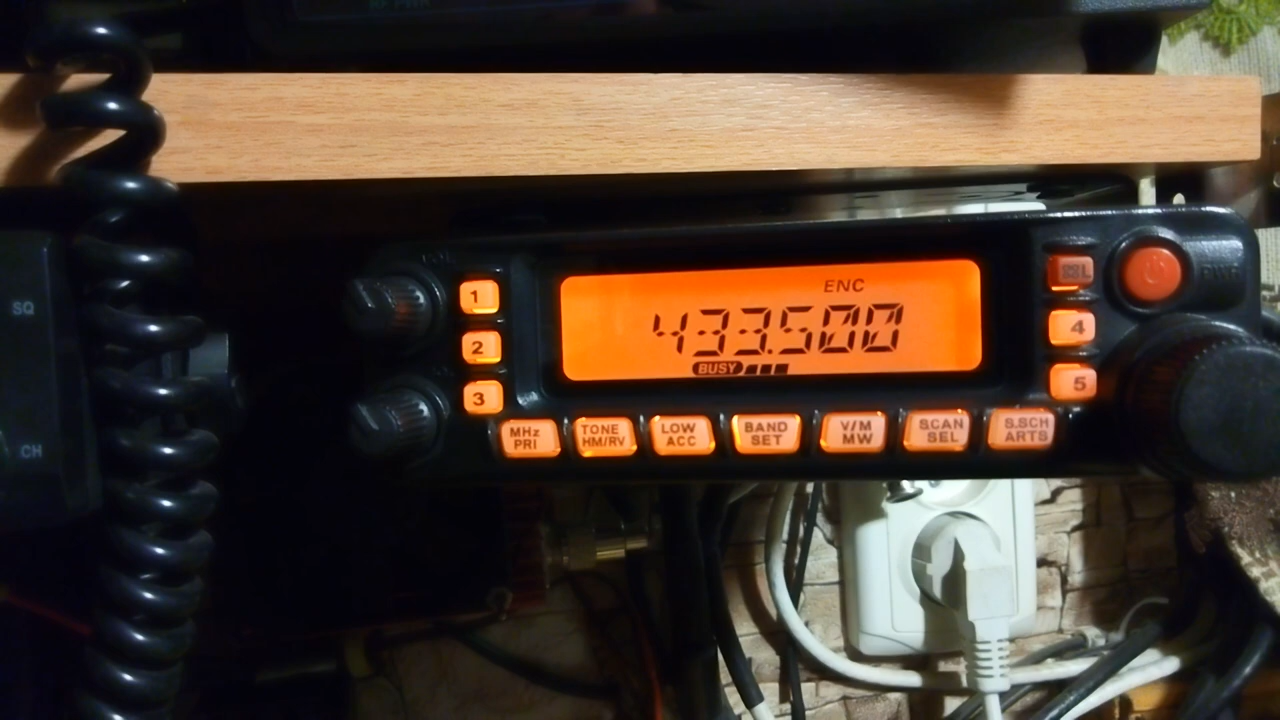 SQ
CH
1
2
3
ENC
433.500
BUSY
4
5
MHz
PRI
TONE
HM/RV
LOW
ACC
BAND
SET
V/M
MW
SCAN
SEL
S.SCH
ARTS